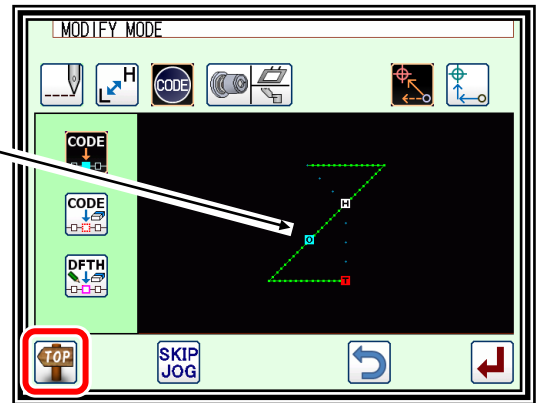 MODIFY MODE
H
CODE
CODE
H
CODE
O
DFTH
T
TOP
SKIP
JOG